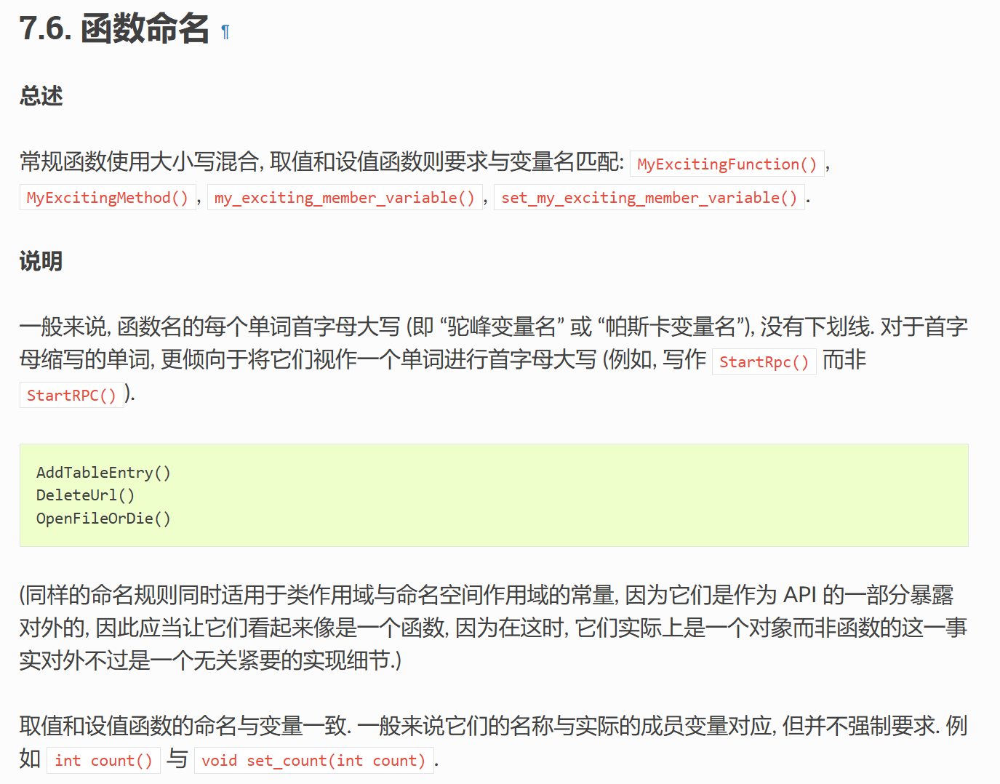 7.6. 函数命名 ¶
总述
常规函数使用大小写混合, 取值和设值函数则要求与变量名匹配: MyExcitingFunction(),
MyExcitingMethod(), my_exciting_member_variable(), set_my_exciting_member_variable().
说明
一般来说, 函数名的每个单词首字母大写 (即 “驼峰变量名” 或 “帕斯卡变量名”), 没有下划线. 对于首字
母缩写的单词, 更倾向于将它们视作一个单词进行首字母大写 (例如, 写作 StartRpc() 而非
StartRPC()).
AddTableEntry()
DeleteUrl()
OpenFileOrDie()
(同样的命名规则同时适用于类作用域与命名空间作用域的常量, 因为它们是作为 API 的一部分暴露
对外的, 因此应当让它们看起来像是一个函数, 因为在这时, 它们实际上是一个对象而非函数的这一事
实对外不过是一个无关紧要的实现细节.)
取值和设值函数的命名与变量一致. 一般来说它们的名称与实际的成员变量对应, 但并不强制要求. 例
如 int count() 与 void set_count(int count).